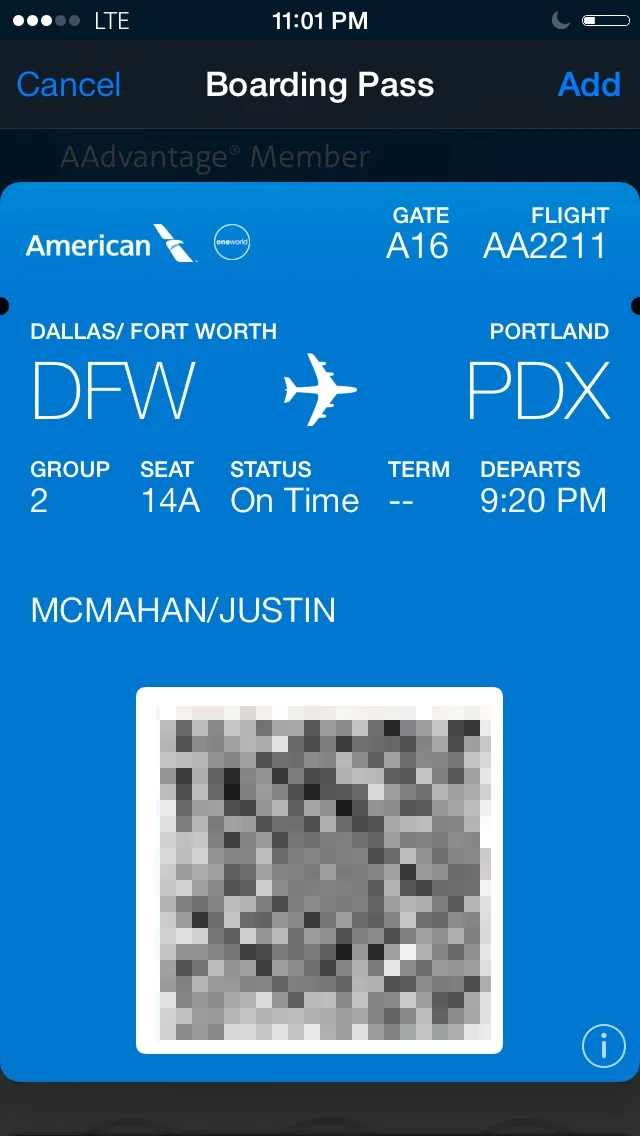 LTE 11:01 PM
Cancel Boarding Pass Add
AAdvantage® Member
American oneworld
GATE FLIGHT
A16 AA2211
DALLAS/ FORT WORTH PORTLAND
DFW PDX
GROUP SEAT STATUS TERM DEPARTS
2 14A On Time -- 9:20 PM
MCMAHAN/JUSTIN
i